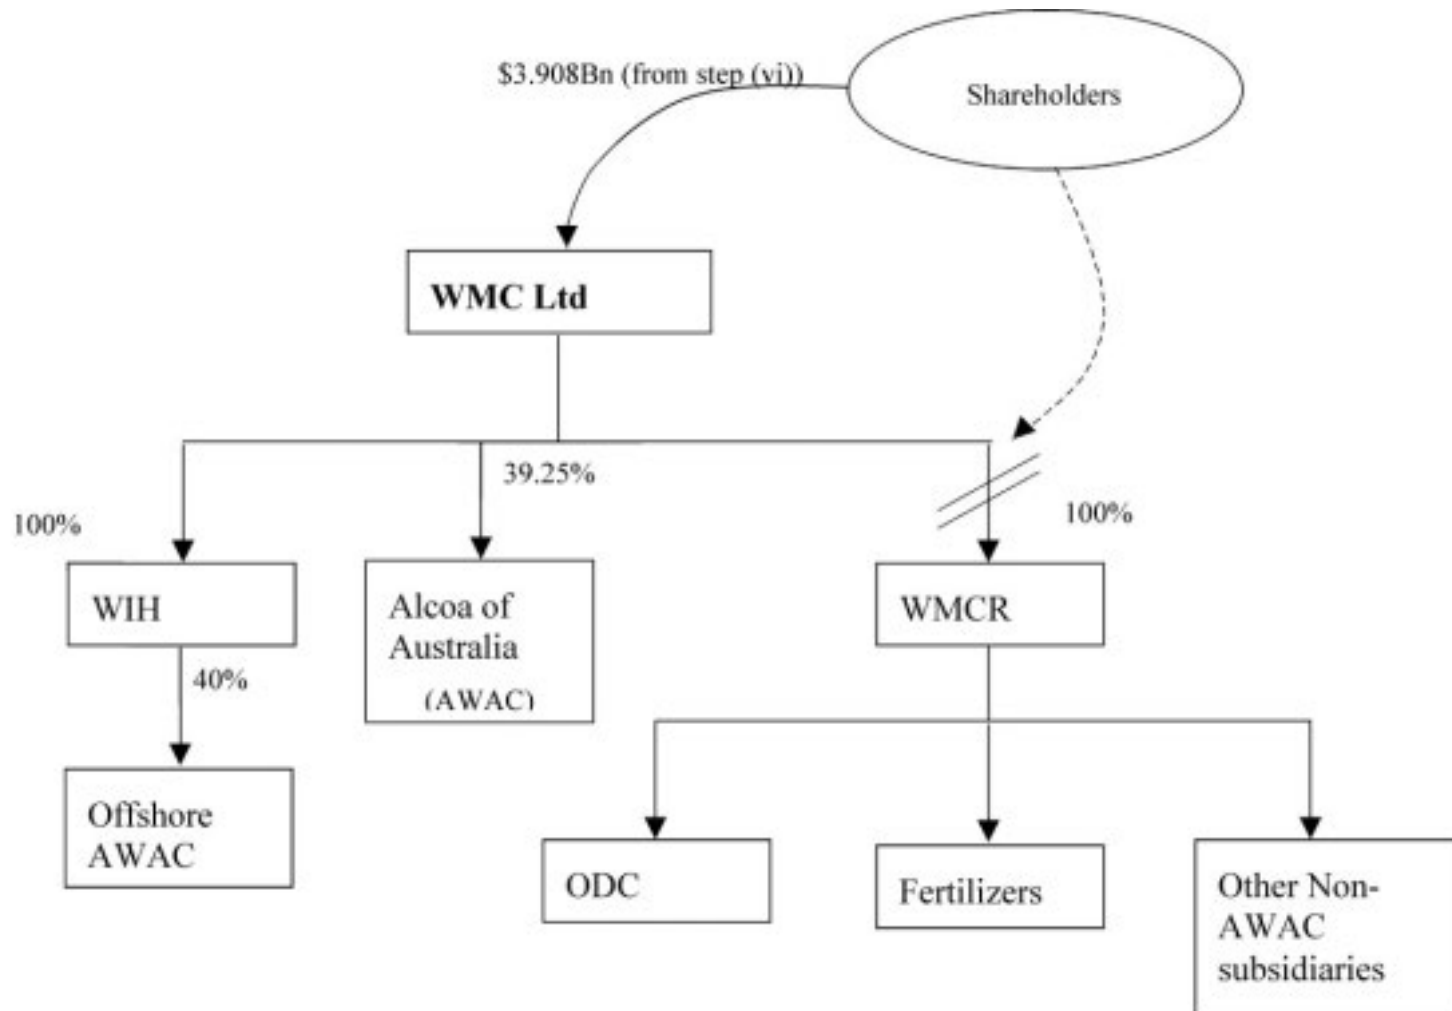 $3.908Bn (from step (vi))
Shareholders
WMC Ltd
39.25%
100%
100%
WIH
Alcoa of
Australia
(AWAC)
WMCR
40%
Offshore
AWAC
ODC
Fertilizers
Other Non-
AWAC
subsidiaries